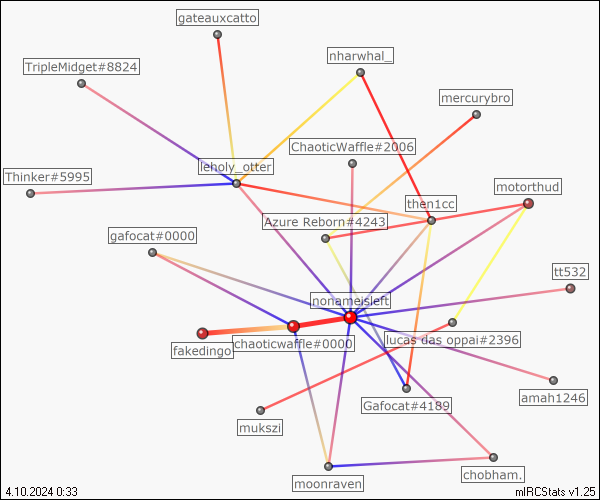 gateauxcatto
nharwhal_
TripleMidget#8824
mercurybro
ChaoticWaffle#2006
leholy_otter
Thinker#5995
motorthud
then1cc
Azure Reborn#4243
gafocat#0000
tt532
nonameisleft
lucas das oppai#2396
chaoticwaffle#0000
fakedingo
amah1246
Gafocat#4189
mukszi
chobham.
moonraven
4.10.2024 0:33
mIRCStats v1.25